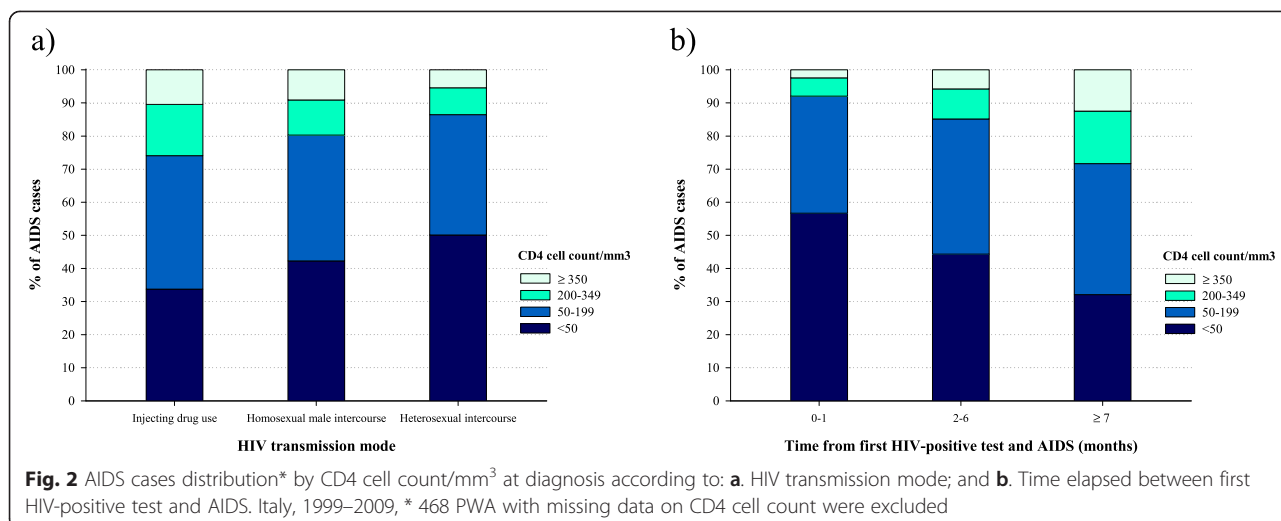 a)
100
90
80
70
60
50
40
30
20
10
0
% of AIDS cases
Injecting drug use
Homosexual male intercourse
Heterosexual intercourse
HIV transmission mode
CD4 cell count/mm3
≥ 350
200-349
50-199
<50
b)
100
90
80
70
60
50
40
30
20
10
0
% of AIDS cases
0-1
2-6
≥ 7
Time from first HIV-positive test and AIDS (months)
CD4 cell count/mm3
≥ 350
200-349
50-199
<50
Fig. 2 AIDS cases distribution* by CD4 cell count/mm³ at diagnosis according to: a. HIV transmission mode; and b. Time elapsed between first
HIV-positive test and AIDS. Italy, 1999–2009, * 468 PWA with missing data on CD4 cell count were excluded